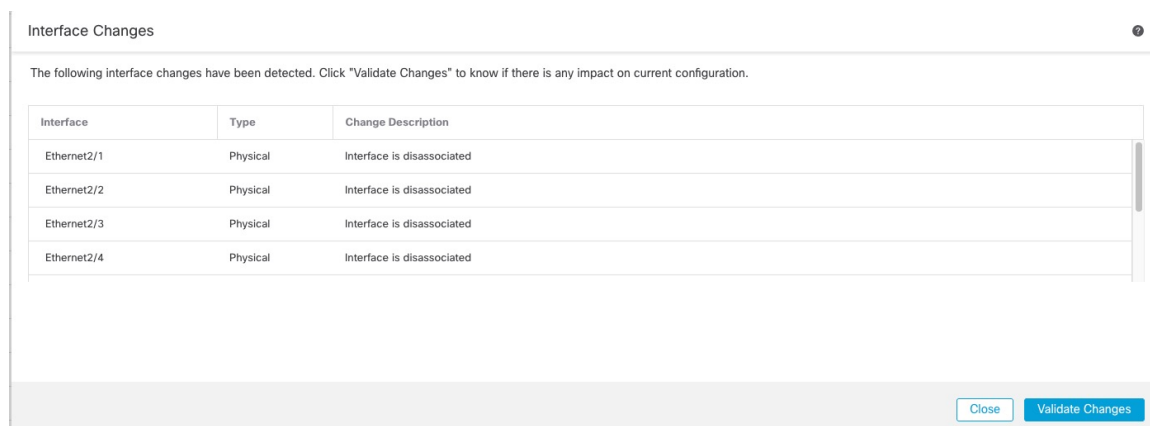 Interface Changes
The following interface changes have been detected. Click "Validate Changes" to know if there is any impact on current configuration.
Interface Type Change Description
Ethernet2/1 Physical Interface is disassociated
Ethernet2/2 Physical Interface is disassociated
Ethernet2/3 Physical Interface is disassociated
Ethernet2/4 Physical Interface is disassociated
Close Validate Changes